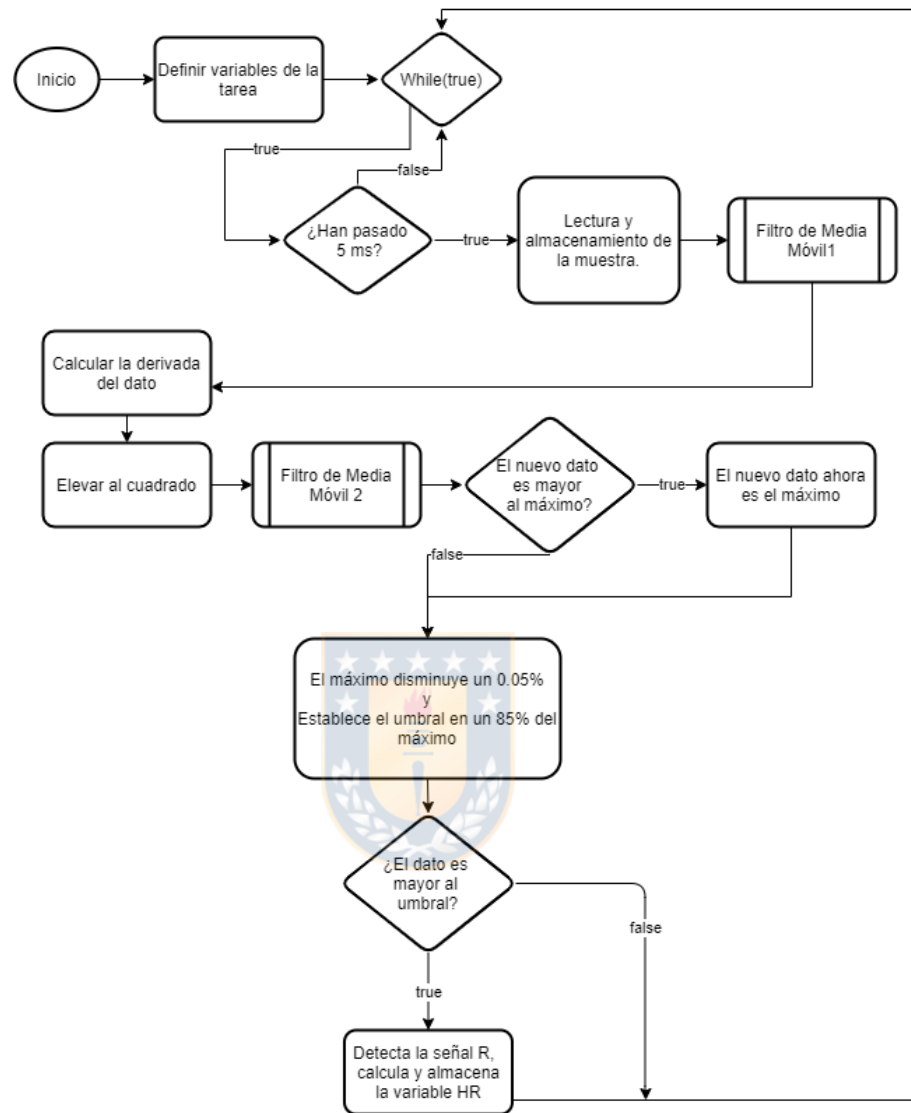 Inicio
Definir variables de la
tarea
While(true)
true
false
¿Han pasado
5 ms?
true
Lectura y
almacenamiento de
la muestra.
Filtro de Media
Móvil1
Calcular la derivada
del dato
Elevar al cuadrado
Filtro de Media
Móvil 2
El nuevo dato
es mayor
al máximo?
true
El nuevo dato ahora
es el máximo
false
El máximo disminuye un 0.05%
y
Establece el umbral en un 85% del
máximo
¿El dato es
mayor al
umbral?
false
true
Detecta la señal R,
calcula y almacena
la variable HR